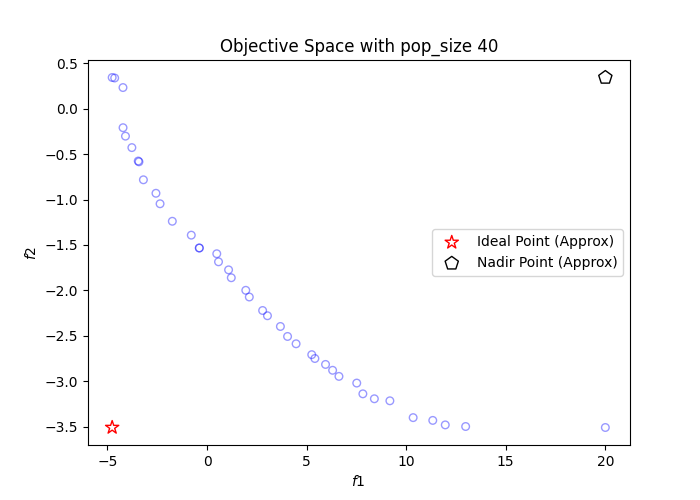 Objective Space with pop_size 40
0.5
0.0
−0.5
−1.0
−1.5
−2.0
−2.5
−3.0
−3.5
f2
Ideal Point (Approx)
Nadir Point (Approx)
−5 0 5 10 15 20
f1